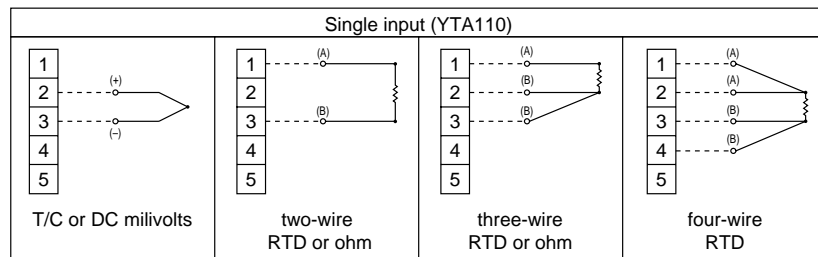 Single input (YTA110)
1
2
3
4
5
(+)
(−)
T/C or DC milivolts
1
2
3
4
5
(A)
(B)
two-wire
RTD or ohm
1
2
3
4
5
(A)
(B)
(B)
three-wire
RTD or ohm
1
2
3
4
5
(A)
(A)
(B)
(B)
four-wire
RTD